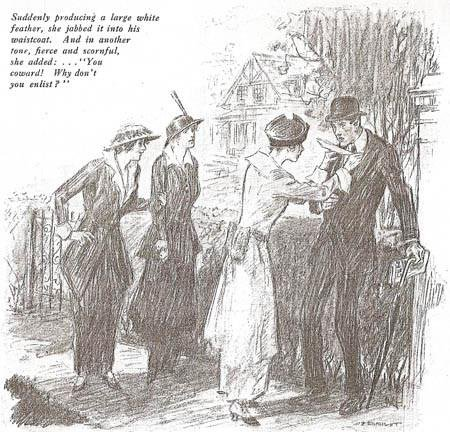 Suddenly producing a large white
feather, she jabbed it into his
waistcoat. And in another
tone, fierce and scornful,
she added: . . . "You
coward! Why don't
you enlist?"